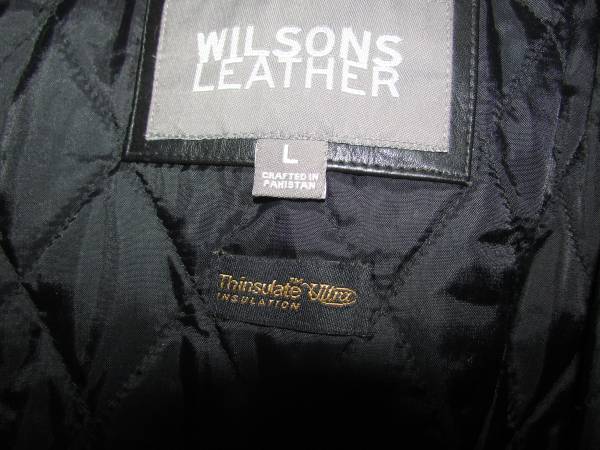 WILSONS
LEATHER
L
CRAFTED IN
PAKISTAN
Thinsulate™ Ultra
INSULATION